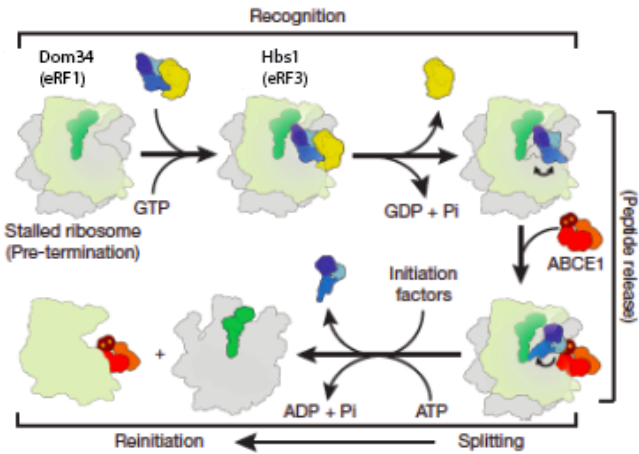 Recognition
Dom34
(eRF1)
Hbs1
(eRF3)
GTP
GDP + Pi
Stalled ribosome
(Pre-termination)
(Peptide release)
ABCE1
Initiation
factors
+
ADP + Pi
ATP
Reinitiation
Splitting